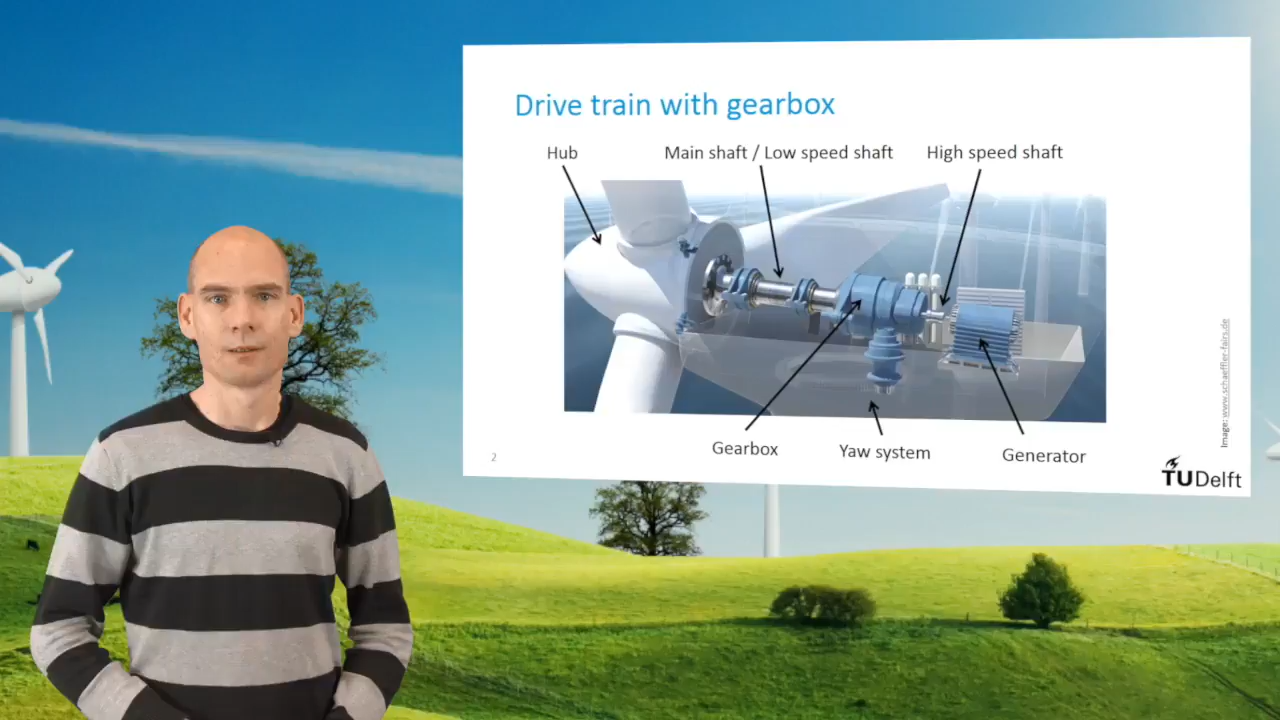 Drive train with gearbox
Hub
Main shaft / Low speed shaft
High speed shaft
Gearbox
Yaw system
Generator
Image: www.schaeffler-fairs.de
2
TUDelft